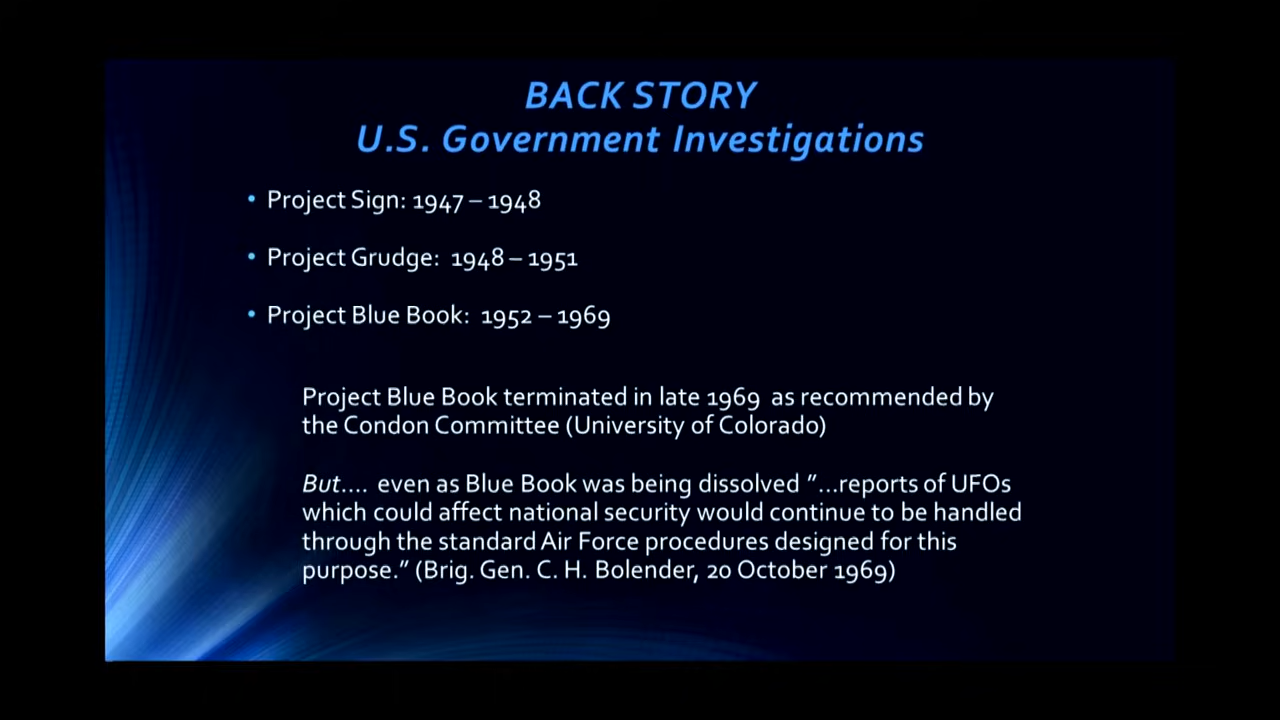 BACK STORY
U.S. Government Investigations
• Project Sign: 1947 – 1948
• Project Grudge:  1948 – 1951
• Project Blue Book:  1952 – 1969
Project Blue Book terminated in late 1969  as recommended by
the Condon Committee (University of Colorado)
But....  even as Blue Book was being dissolved "...reports of UFOs
which could affect national security would continue to be handled
through the standard Air Force procedures designed for this
purpose." (Brig. Gen. C. H. Bolender, 20 October 1969)